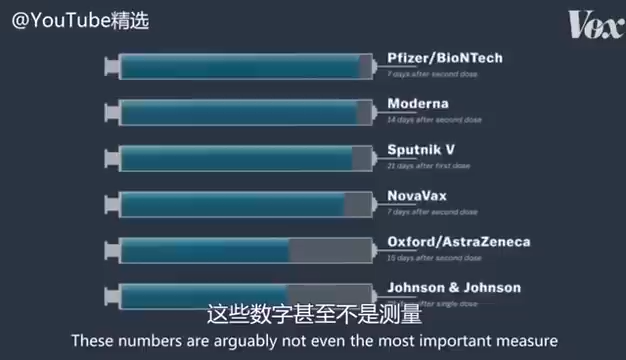 @YouTube精选
Vox
Pfizer/BioNTech
7 days after second dose
Moderna
14 days after second dose
Sputnik V
21 days after first dose
NovaVax
7 days after second dose
Oxford/AstraZeneca
15 days after second dose
Johnson & Johnson
days after single dose
这些数字甚至不是测量
These numbers are arguably not even the most important measure